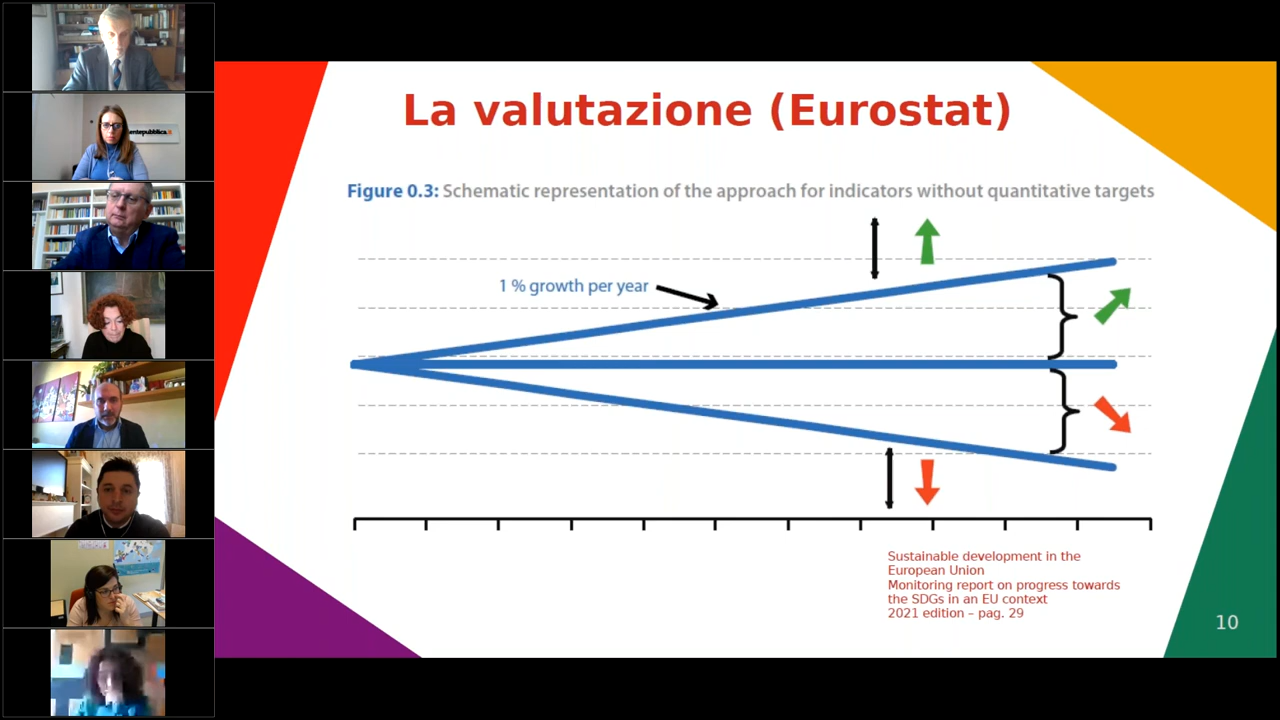 La valutazione (Eurostat)
Figure 0.3: Schematic representation of the approach for indicators without quantitative targets
1 % growth per year
Sustainable development in the
European Union
Monitoring report on progress towards
the SDGs in an EU context
2021 edition – pag. 29
10
entepubblica.it